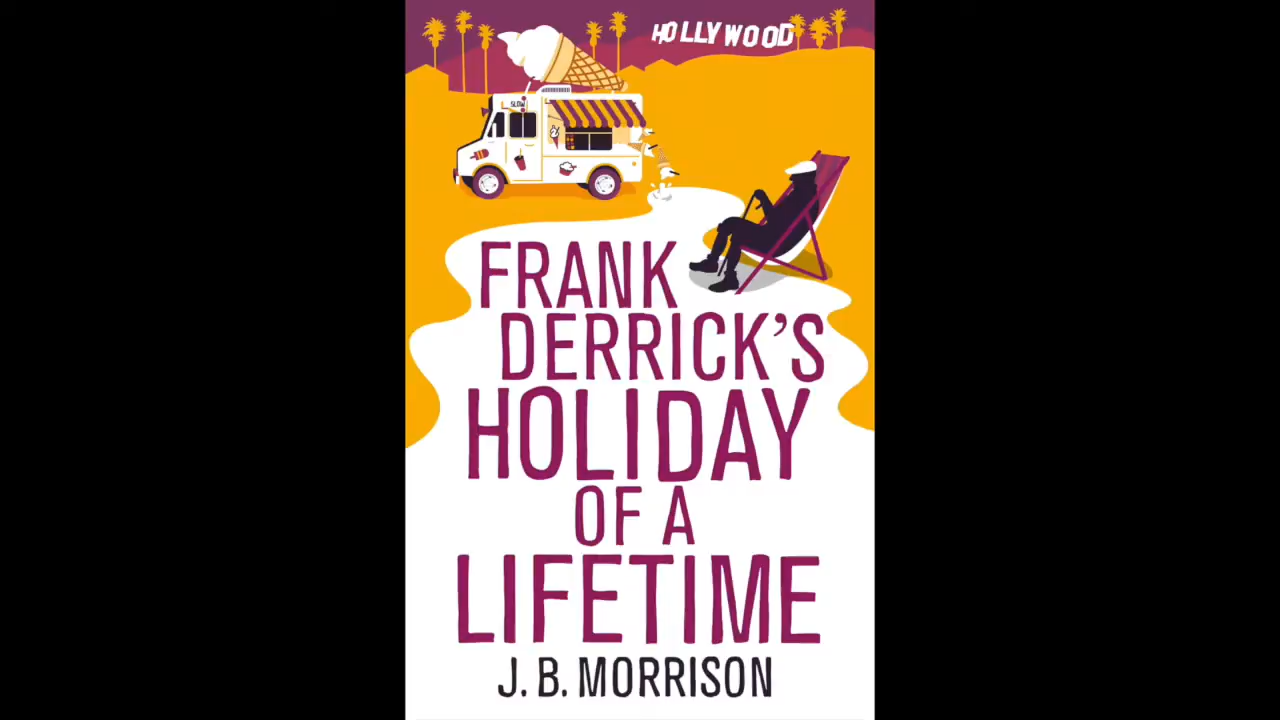 HOLLYWOOD
SLOW
FRANK
DERRICK'S
HOLIDAY
OF A
LIFETIME
J. B. MORRISON